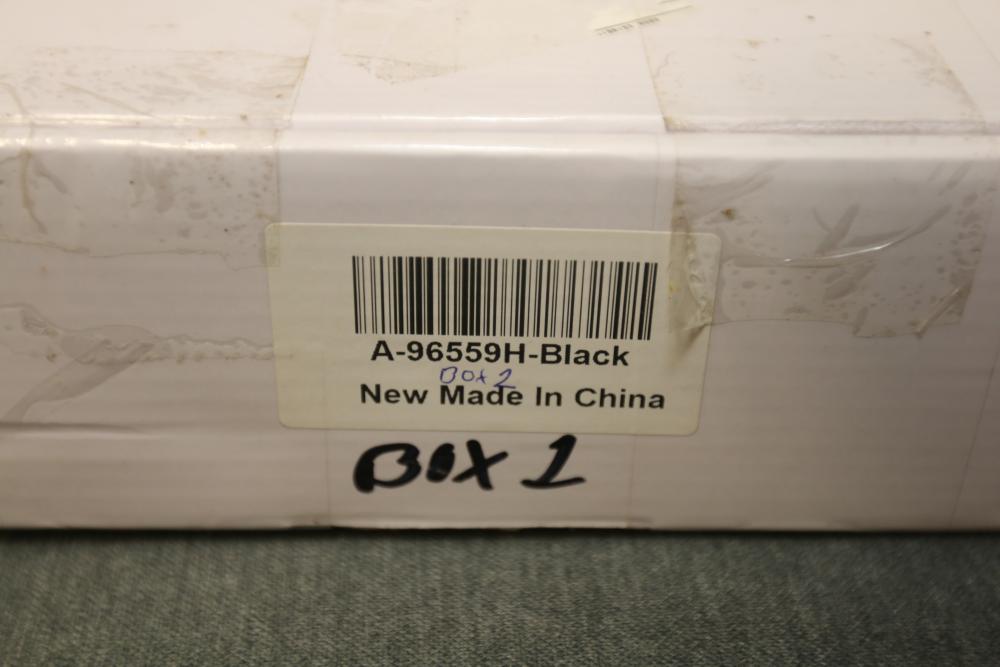 A-96559H-Black
Box 2
New Made In China
BOX 1